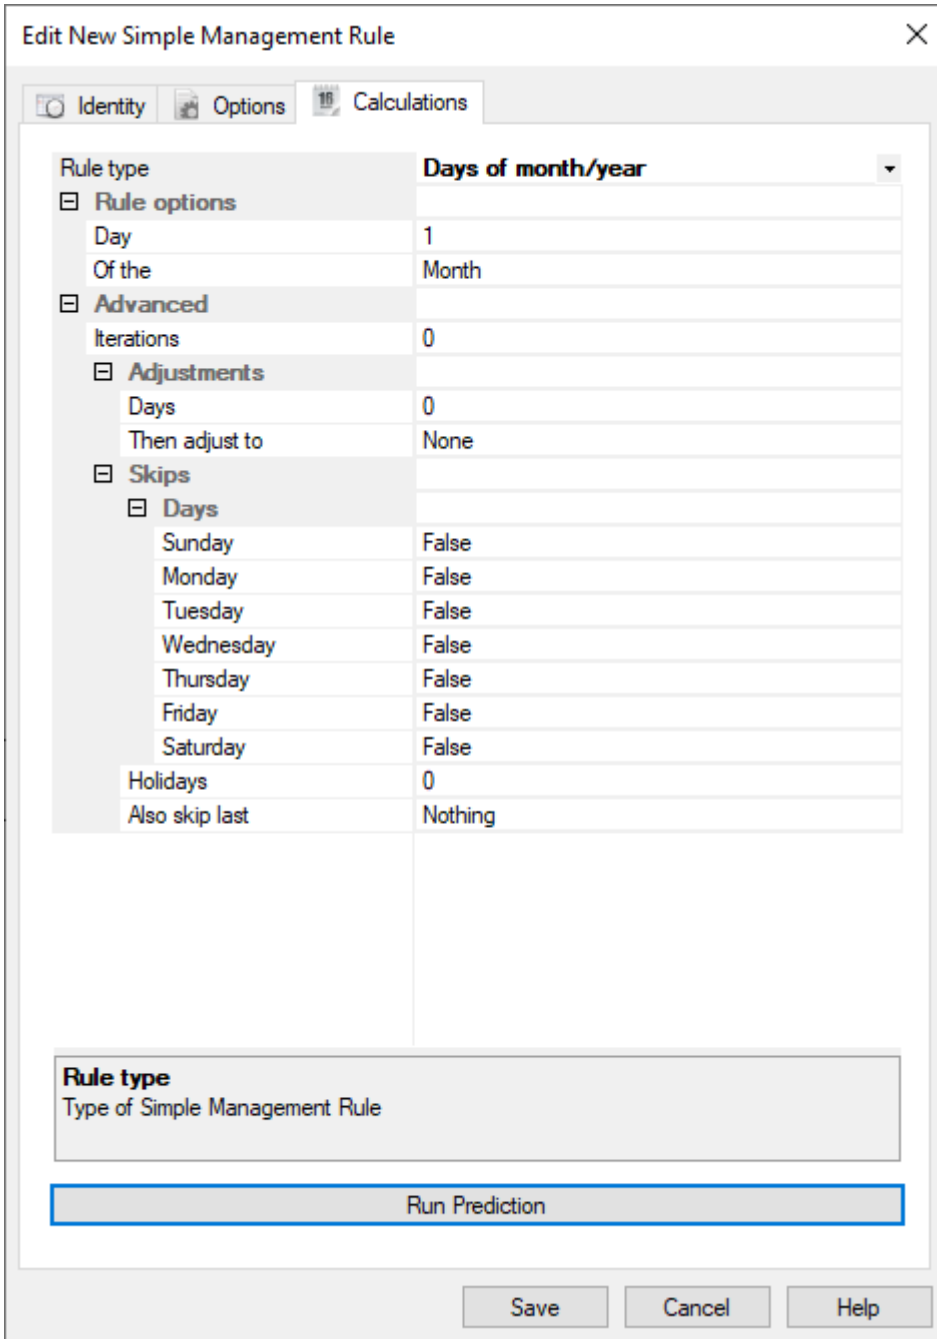 Edit New Simple Management Rule
Identity Options 16 Calculations
Rule type Days of month/year
Rule options
Day 1
Of the Month
Advanced
Iterations 0
Adjustments
Days 0
Then adjust to None
Skips
Days
Sunday False
Monday False
Tuesday False
Wednesday False
Thursday False
Friday False
Saturday False
Holidays 0
Also skip last Nothing
Rule type
Type of Simple Management Rule
Run Prediction
Save Cancel Help